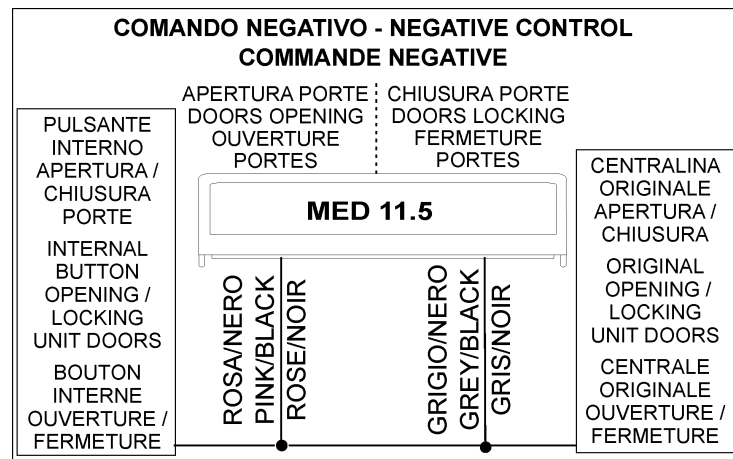 COMANDO NEGATIVO - NEGATIVE CONTROL
COMMANDE NEGATIVE
APERTURA PORTE
DOORS OPENING
OUVERTURE
PORTES
CHIUSURA PORTE
DOORS LOCKING
FERMETURE
PORTES
PULSANTE
INTERNO
APERTURA /
CHIUSURA
PORTE
INTERNAL
BUTTON
OPENING /
LOCKING
UNIT DOORS
BOUTON
INTERNE
OUVERTURE /
FERMETURE
MED 11.5
ROSA/NERO
PINK/BLACK
ROSE/NOIR
GRIGIO/NERO
GREY/BLACK
GRIS/NOIR
CENTRALINA
ORIGINALE
APERTURA /
CHIUSURA
ORIGINAL
OPENING /
LOCKING
UNIT DOORS
CENTRALE
ORIGINALE
OUVERTURE /
FERMETURE